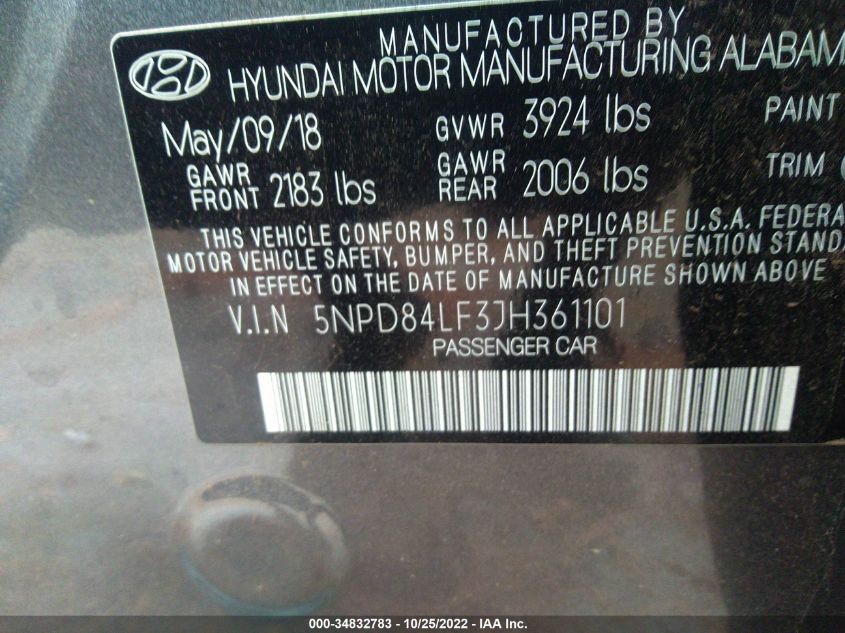 MANUFACTURED BY
HYUNDAI MOTOR MANUFACTURING ALABAMA
May/09/18 GVWR 3924 lbs PAINT
GAWR FRONT 2183 lbs GAWR REAR 2006 lbs TRIM
THIS VEHICLE CONFORMS TO ALL APPLICABLE U.S.A. FEDERA
MOTOR VEHICLE SAFETY, BUMPER, AND THEFT PREVENTION STAND
IN EFFECT ON THE DATE OF MANUFACTURE SHOWN ABOVE
V.I.N 5NPD84LF3JH361101
PASSENGER CAR
000-34832783 - 10/25/2022 - IAA Inc.